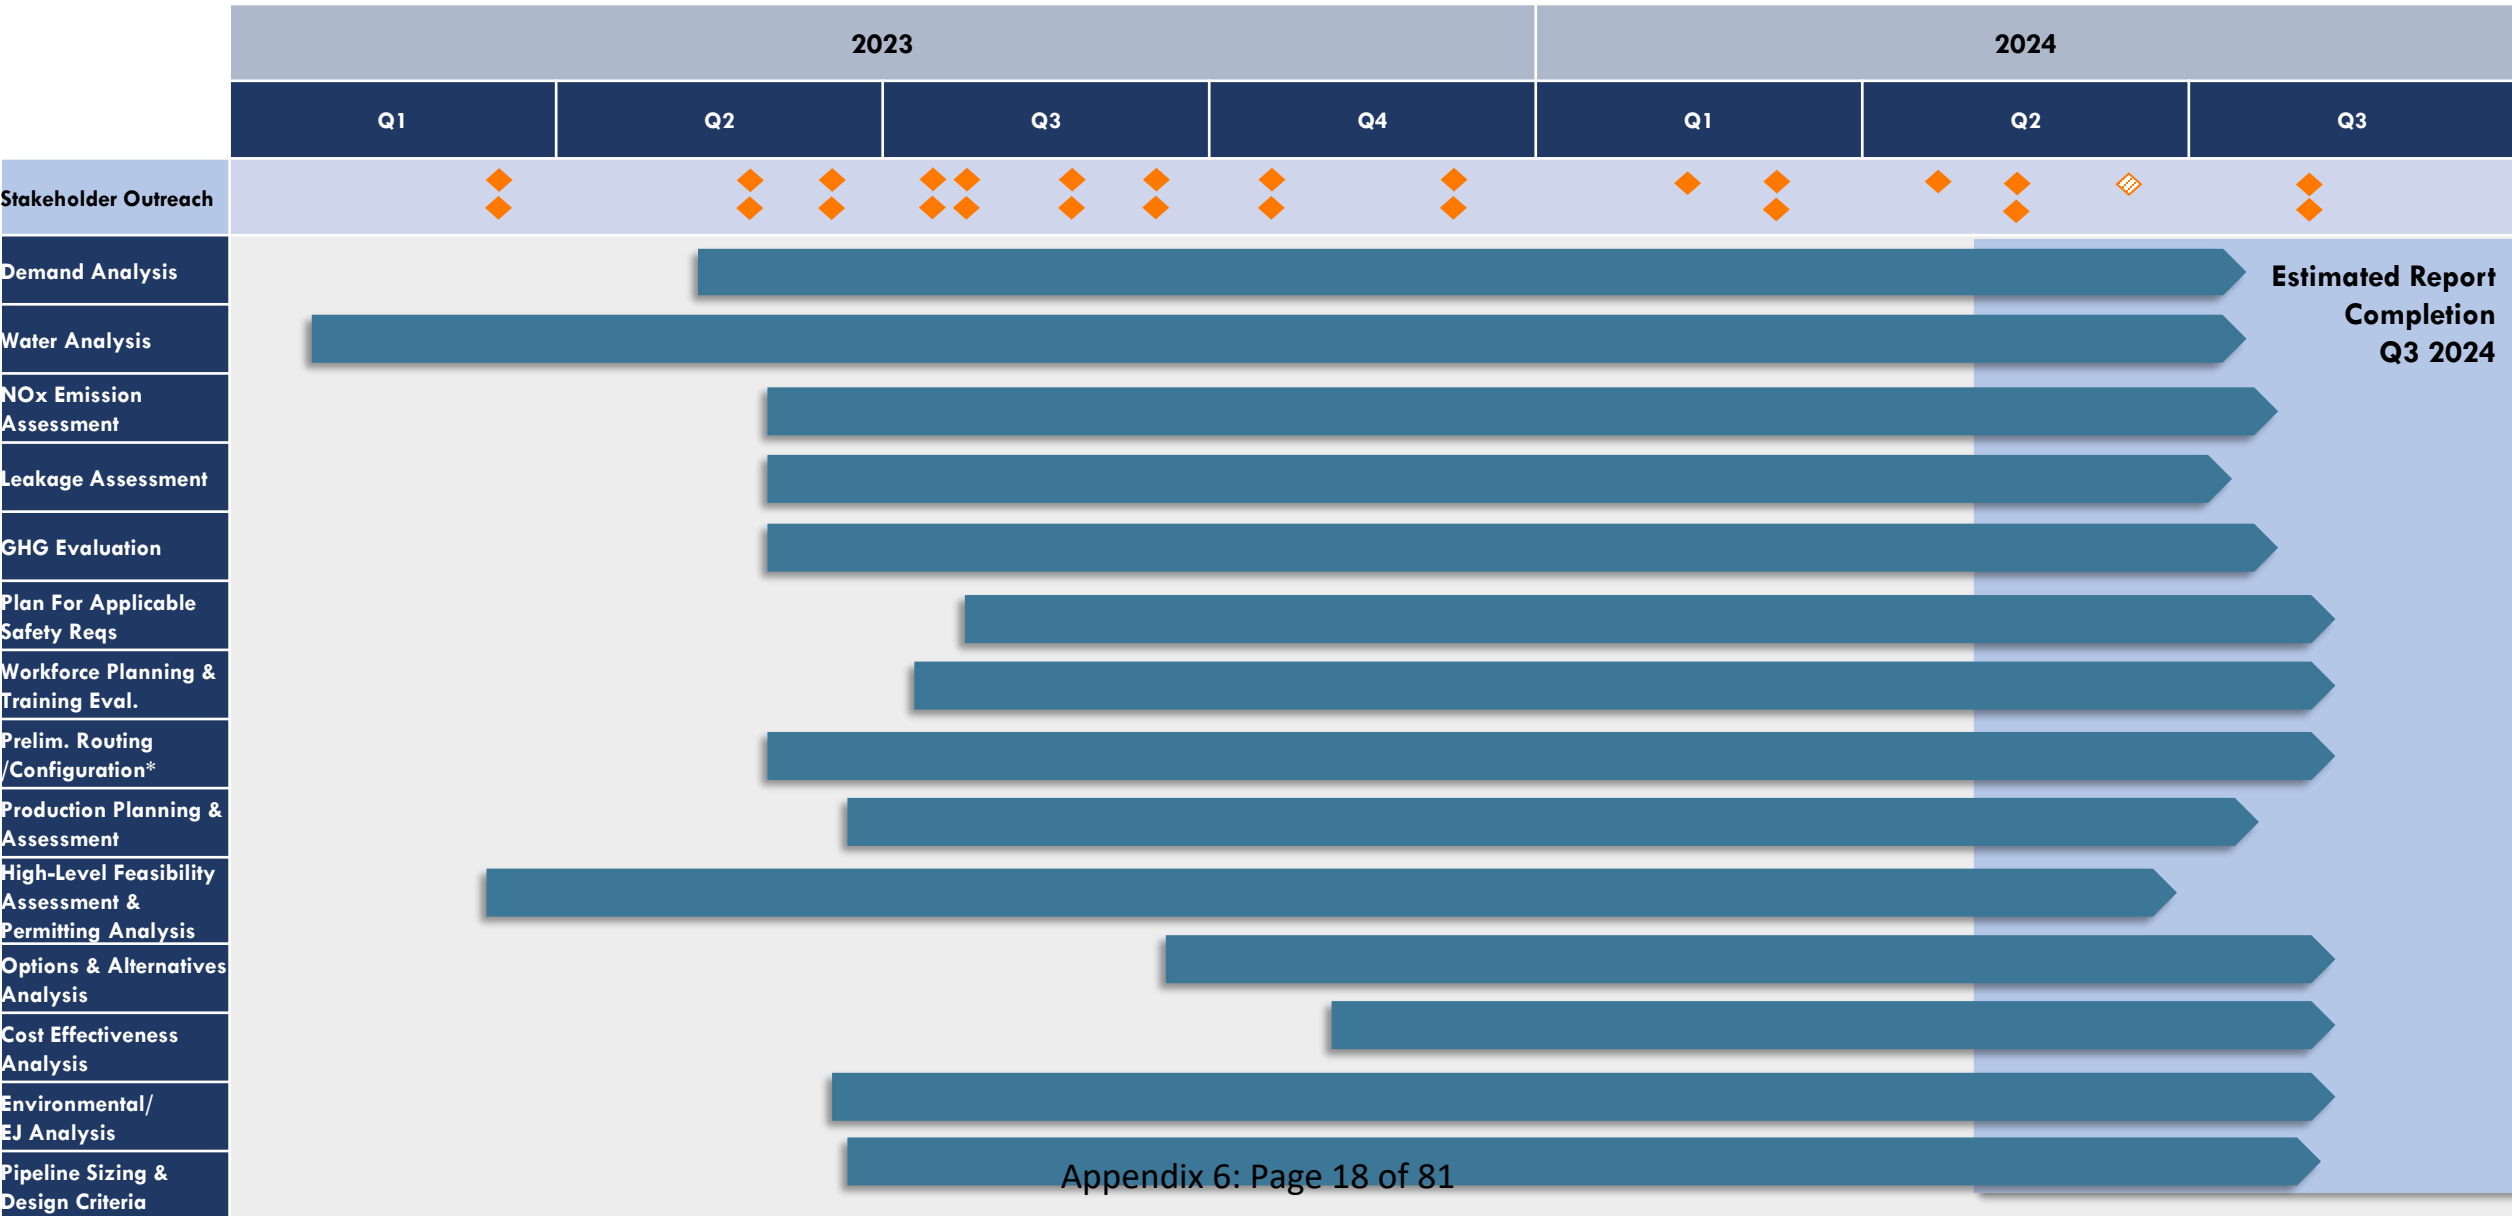 2023
2024
Q1
Q2
Q3
Q4
Q1
Q2
Q3
Stakeholder Outreach
Demand Analysis
Estimated Report
Completion
Q3 2024
Water Analysis
NOx Emission
Assessment
Leakage Assessment
GHG Evaluation
Plan For Applicable
Safety Reqs
Workforce Planning &
Training Eval.
Prelim. Routing
/Configuration*
Production Planning &
Assessment
High-Level Feasibility
Assessment &
Permitting Analysis
Options & Alternatives
Analysis
Cost Effectiveness
Analysis
Environmental/
EJ Analysis
Pipeline Sizing &
Design Criteria
Appendix 6: Page 18 of 81